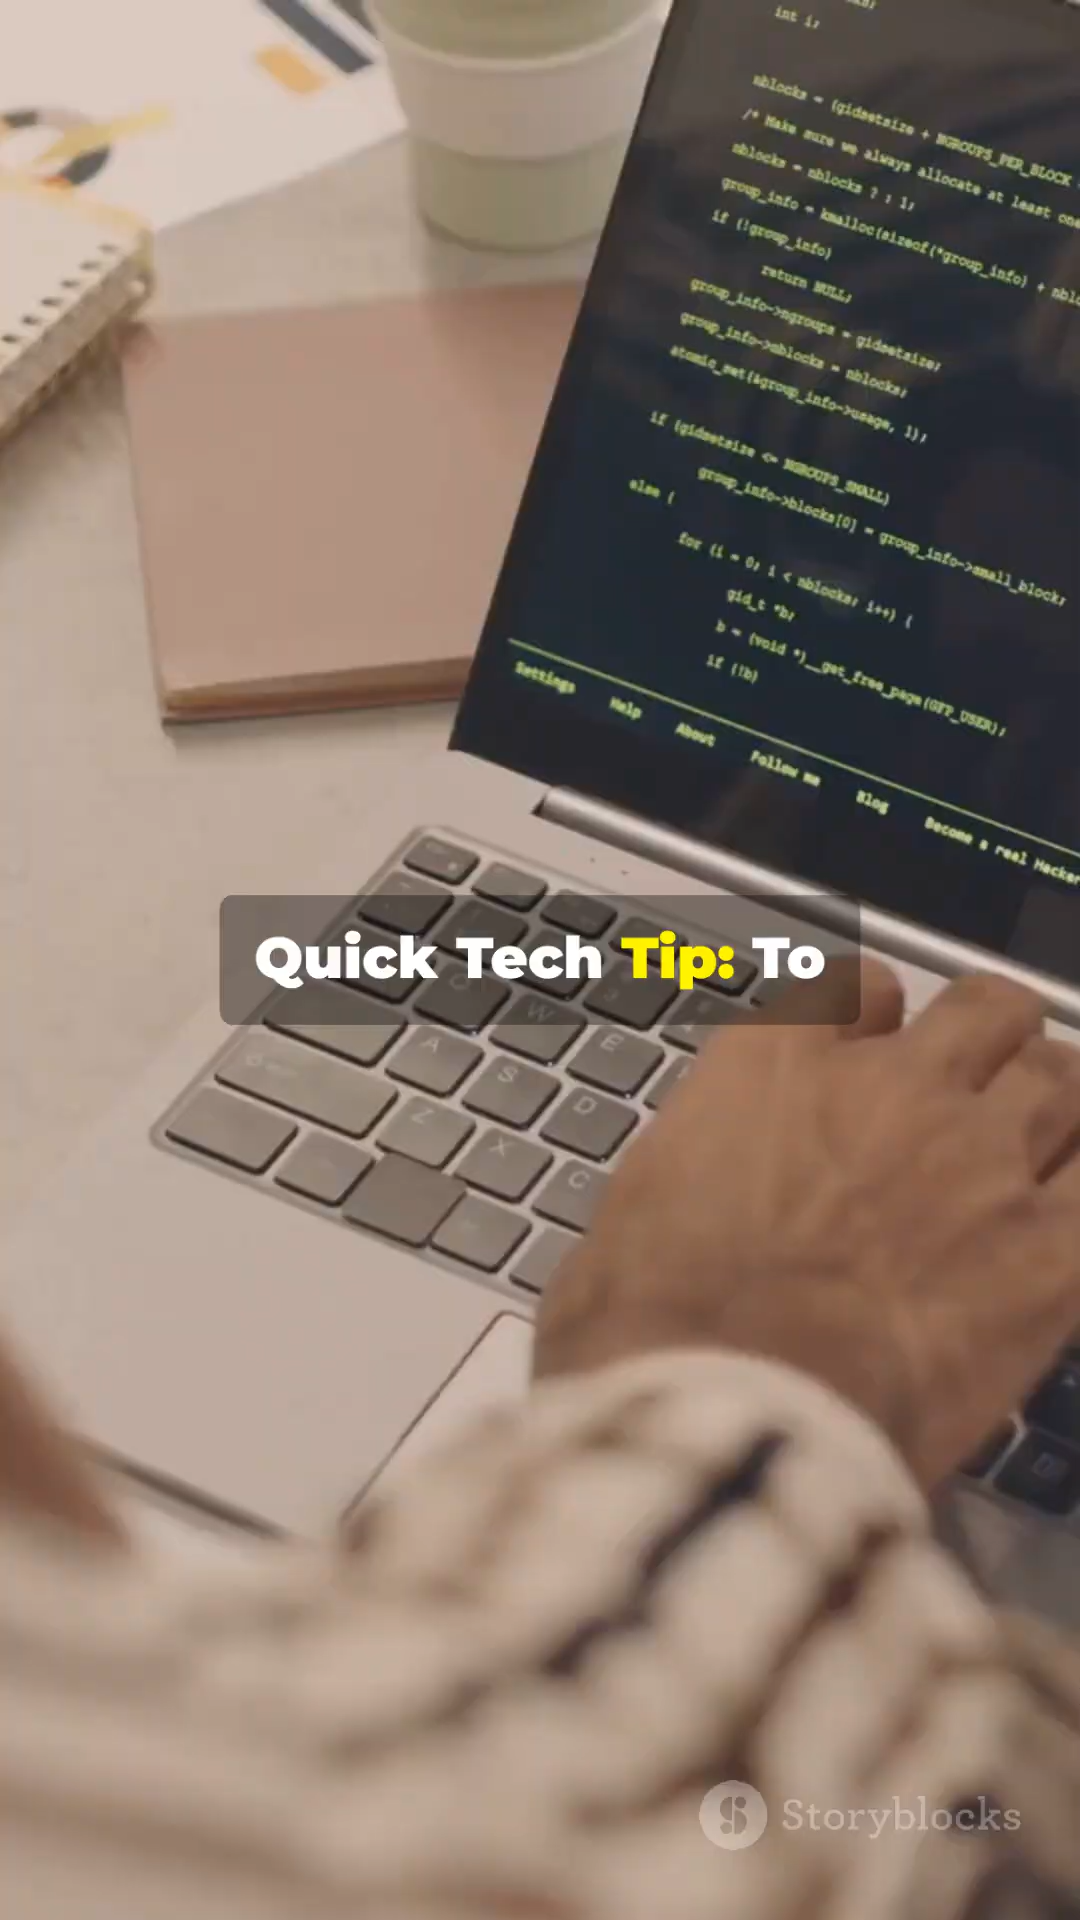 int i;
nblocks = (gidsetsize + NGROUPS_PER_BLOCK
/* Make sure we always allocate at least one
nblocks = nblocks ? : 1;
group_info = kmalloc(sizeof(*group_info) + nblo
if (!group_info)
return NULL;
group_info->ngroups = gidsetsize;
group_info->nblocks = nblocks;
atomic_set(&group_info->usage, 1);
if (gidsetsize <= NGROUPS_SMALL)
group_info->blocks[0] = group_info->small_block;
else {
for (i = 0; i < nblocks; i++) {
gid_t *b;
b = (void *)__get_free_page(GFP_USER);
if (!b)
Settings Help About Follow me Blog Become a real Hacker
Quick Tech Tip: To
W
E
A
S
D
Z
X
C
Storyblocks